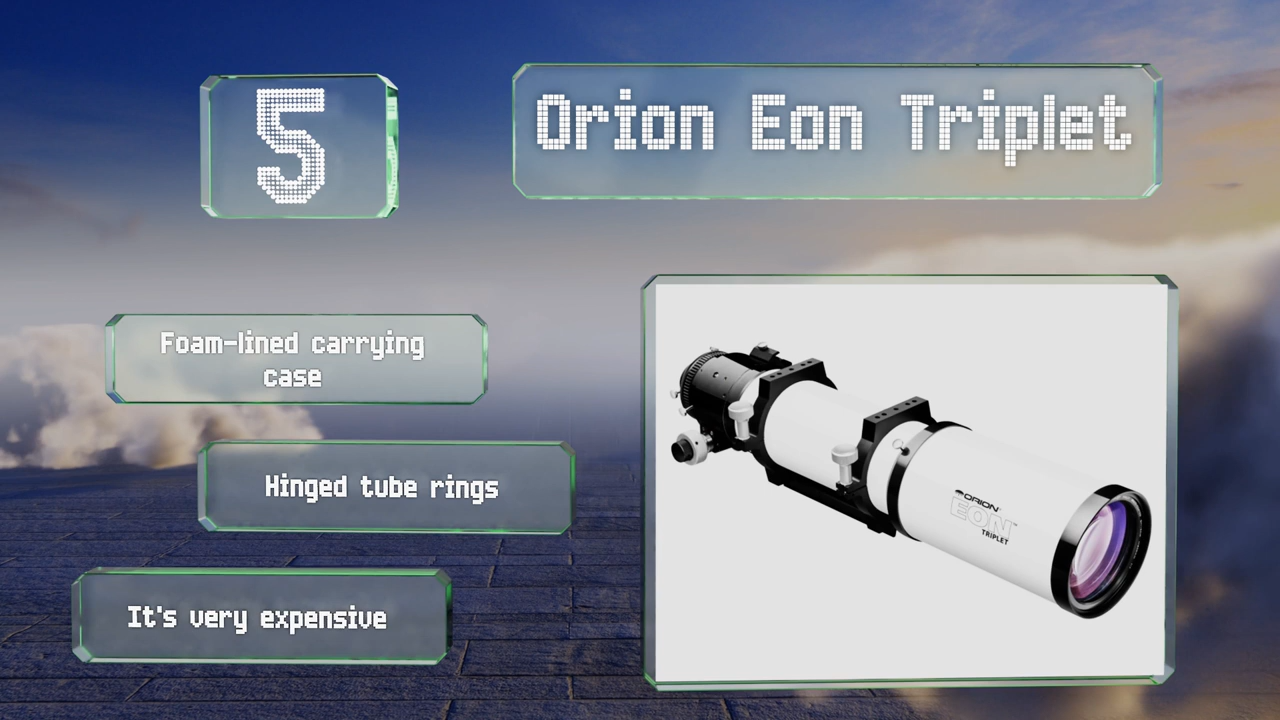 5
Orion Eon Triplet
Foam-lined carrying
case
Hinged tube rings
It's very expensive
ORION
EON
TRIPLET